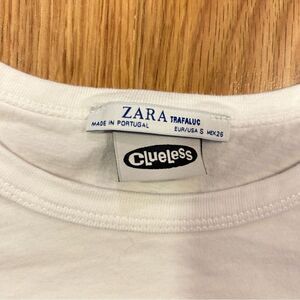 ZARA TRAFALUC
MADE IN PORTUGAL EUR/USA S MEX 26
CLUeLess